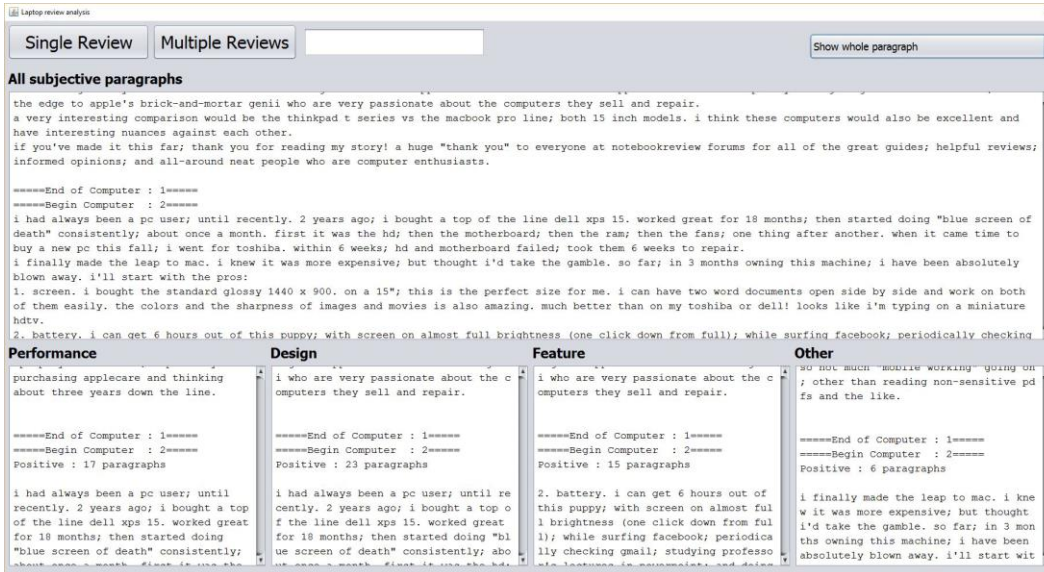 Laptop review analysis
Single Review
Multiple Reviews
Show whole paragraph
All subjective paragraphs
the edge to apple's brick-and-mortar genii who are very passionate about the computers they sell and repair.
a very interesting comparison would be the thinkpad t series vs the macbook pro line; both 15 inch models. i think these computers would also be excellent and
have interesting nuances against each other.
if you've made it this far; thank you for reading my story! a huge "thank you" to everyone at notebookreview forums for all of the great guides; helpful reviews;
informed opinions; and all-around neat people who are computer enthusiasts.
=====End of Computer : 1=====
=====Begin Computer  : 2=====
i had always been a pc user; until recently. 2 years ago; i bought a top of the line dell xps 15. worked great for 18 months; then started doing "blue screen of
death" consistently; about once a month. first it was the hd; then the motherboard; then the ram; then the fans; one thing after another. when it came time to
buy a new pc this fall; i went for toshiba. within 6 weeks; hd and motherboard failed; took them 6 weeks to repair.
i finally made the leap to mac. i knew it was more expensive; but thought i'd take the gamble. so far; in 3 months owning this machine; i have been absolutely
blown away. i'll start with the pros:
1. screen. i bought the standard glossy 1440 x 900. on a 15"; this is the perfect size for me. i can have two word documents open side by side and work on both
of them easily. the colors and the sharpness of images and movies is also amazing. much better than on my toshiba or dell! looks like i'm typing on a miniature
hdtv.
2. battery. i can get 6 hours out of this puppy; with screen on almost full brightness (one click down from full); while surfing facebook; periodically checking
Performance
purchasing applecare and thinking
about three years down the line.
=====End of Computer : 1=====
=====Begin Computer  : 2=====
Positive : 17 paragraphs
i had always been a pc user; until
recently. 2 years ago; i bought a top
of the line dell xps 15. worked great
for 18 months; then started doing
"blue screen of death" consistently;
about once a month. first it was the
Design
i who are very passionate about the c
omputers they sell and repair.
=====End of Computer : 1=====
=====Begin Computer  : 2=====
Positive : 23 paragraphs
i had always been a pc user; until re
cently. 2 years ago; i bought a top o
f the line dell xps 15. worked great
for 18 months; then started doing "bl
ue screen of death" consistently; abo
ut once a month. first it was the hd;
Feature
i who are very passionate about the c
omputers they sell and repair.
=====End of Computer : 1=====
=====Begin Computer  : 2=====
Positive : 15 paragraphs
2. battery. i can get 6 hours out of
this puppy; with screen on almost ful
l brightness (one click down from ful
l); while surfing facebook; periodica
lly checking gmail; studying professo
r's lectures in powerpoint; and doing
Other
so not much "mobile working" going on
; other than reading non-sensitive pd
fs and the like.
=====End of Computer : 1=====
=====Begin Computer  : 2=====
Positive : 6 paragraphs
i finally made the leap to mac. i kne
w it was more expensive; but thought
i'd take the gamble. so far; in 3 mon
ths owning this machine; i have been
absolutely blown away. i'll start wit